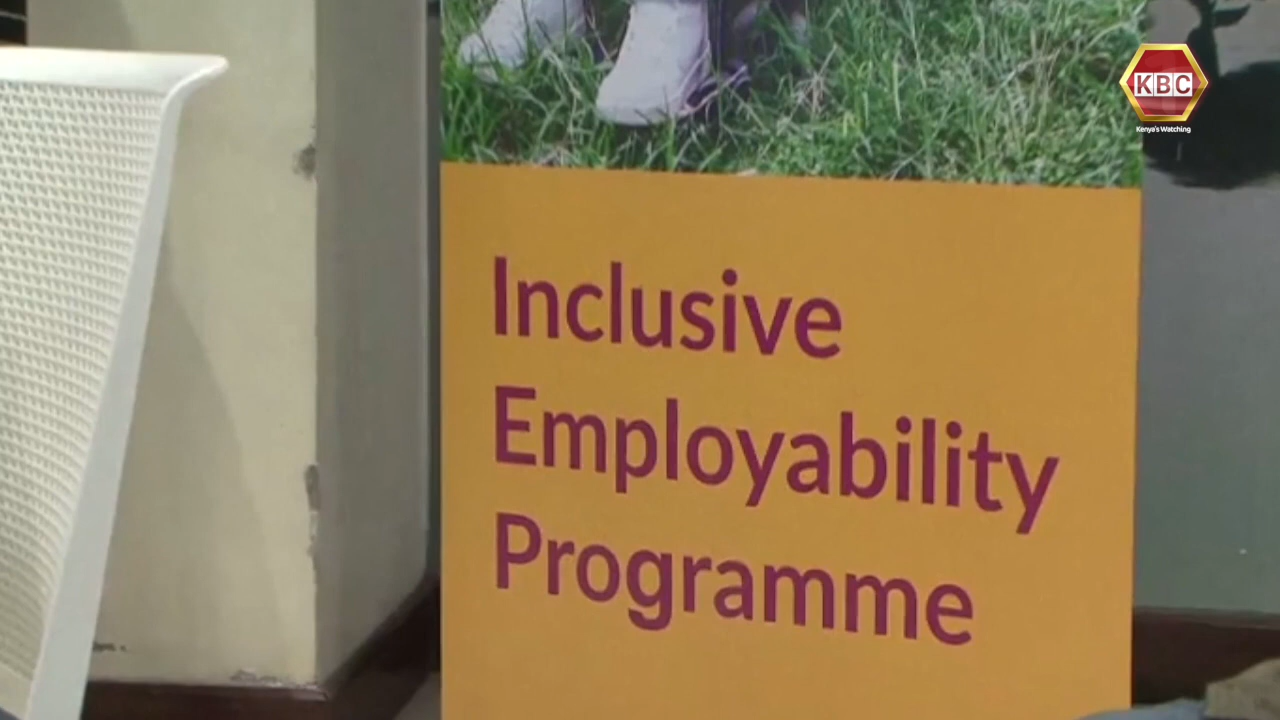 KBC
Kenya's Watching
Inclusive
Employability
Programme